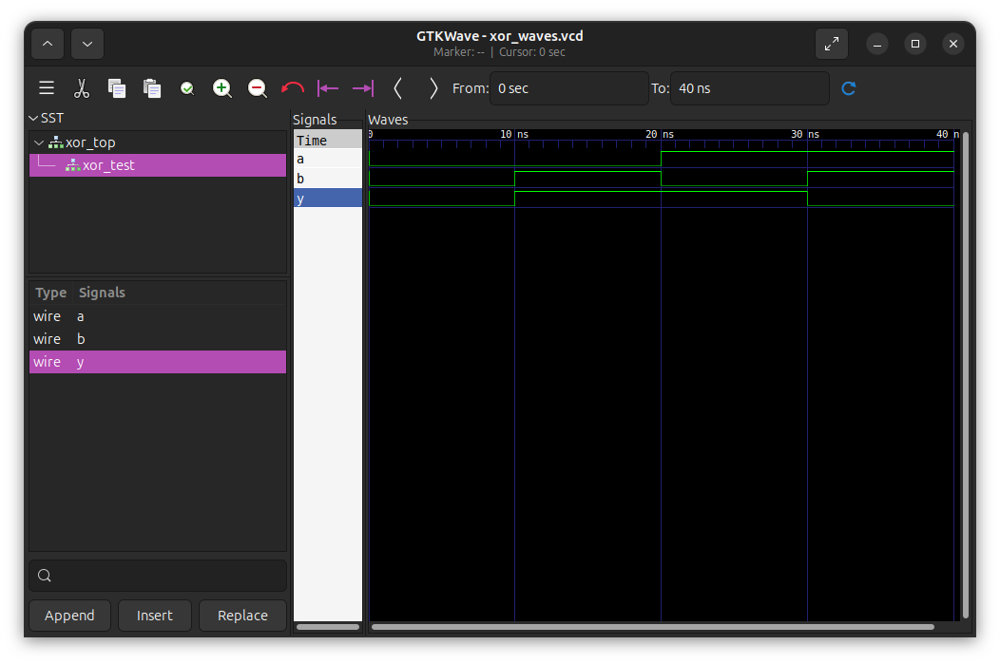 GTKWave - xor_waves.vcd
Marker: -- | Cursor: 0 sec
From: 0 sec To: 40 ns
SST
xor_top
xor_test
Type Signals
wire a
wire b
wire y
Append Insert Replace
Signals
Time
a
b
y
Waves
0 10 ns 20 ns 30 ns 40 n